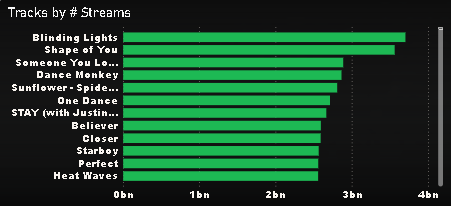 Tracks by # Streams
Blinding Lights
Shape of You
Someone You Lo...
Dance Monkey
Sunflower - Spide...
One Dance
STAY (with Justin...
Believer
Closer
Starboy
Perfect
Heat Waves
0bn 1bn 2bn 3bn 4bn